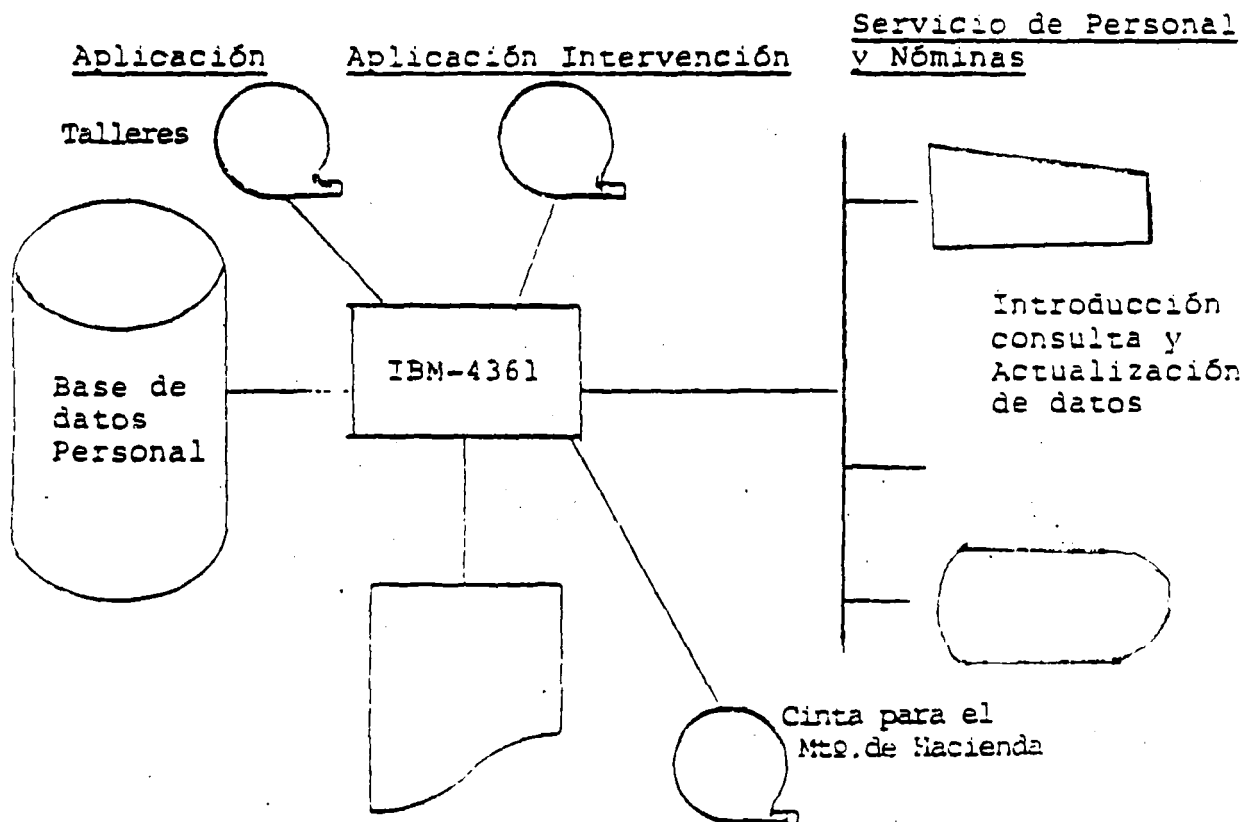 Aplicación
Aplicación Intervención
Servicio de Personal
y Nóminas
Talleres
Base de
datos
Personal
IBM-4361
Introducción
consulta y
Actualización
de datos
Cinta para el
Mtº.de Hacienda